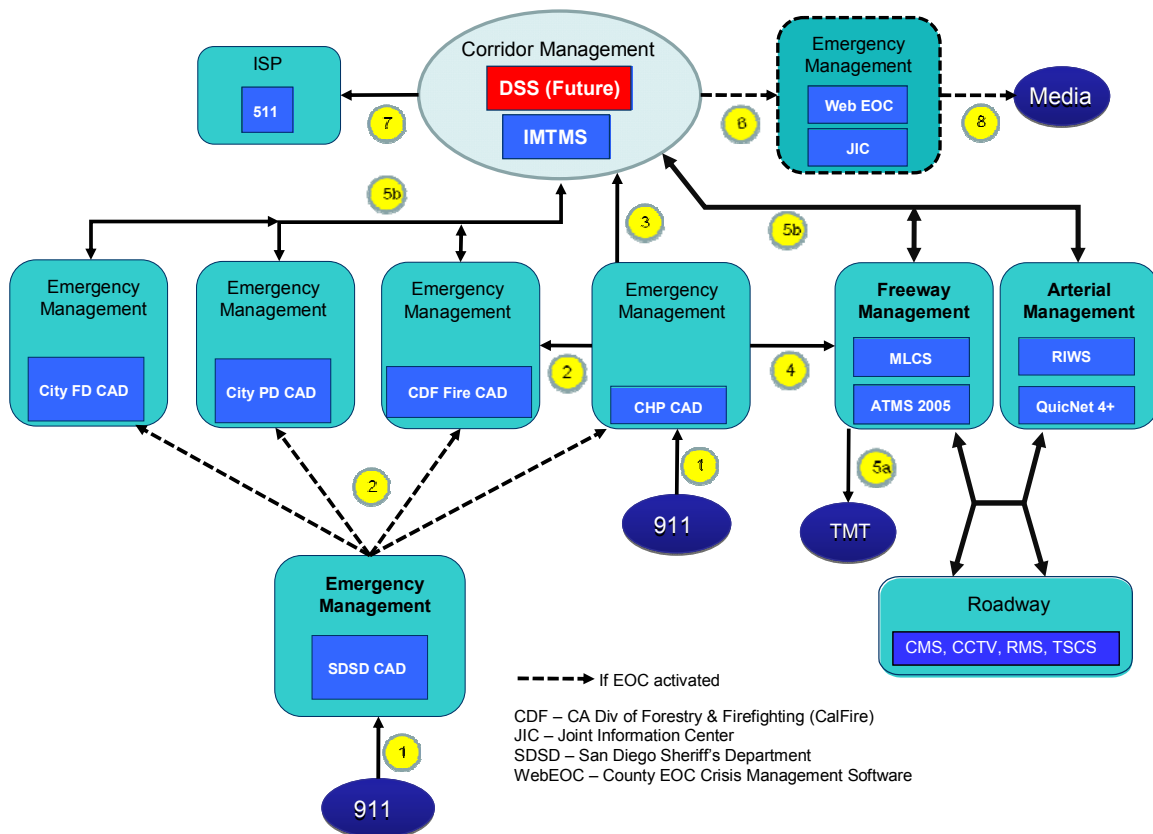 Corridor Management
DSS (Future)
IMTMS
ISP
511
7
6
Emergency
Management
Web EOC
JIC
8
Media
5b
3
5b
Emergency
Management
City FD CAD
Emergency
Management
City PD CAD
Emergency
Management
CDF Fire CAD
2
Emergency
Management
CHP CAD
4
Freeway
Management
MLCS
ATMS 2005
Arterial
Management
RIWS
QuicNet 4+
2
1
911
5a
TMT
Emergency
Management
SDSD CAD
Roadway
CMS, CCTV, RMS, TSCS
1
911
If EOC activated
CDF – CA Div of Forestry & Firefighting (CalFire)
JIC – Joint Information Center
SDSD – San Diego Sheriff's Department
WebEOC – County EOC Crisis Management Software